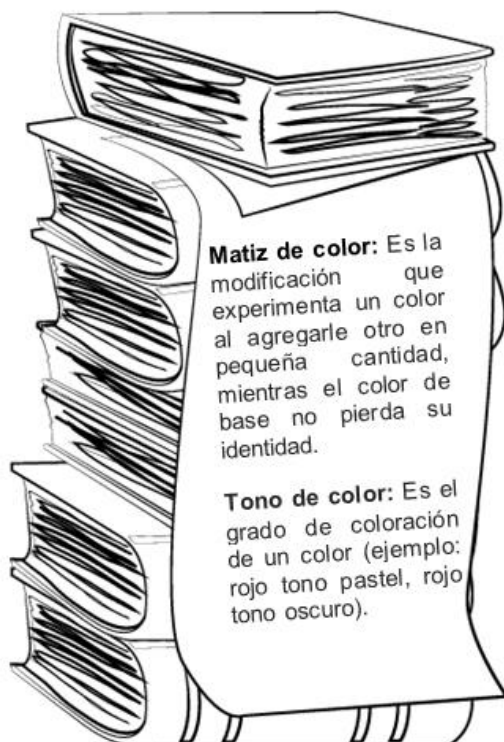 Matiz de color: Es la
modificación que
experimenta un color
al agregarle otro en
pequeña cantidad,
mientras el color de
base no pierda su
identidad.
Tono de color: Es el
grado de coloración
de un color (ejemplo:
rojo tono pastel, rojo
tono oscuro).